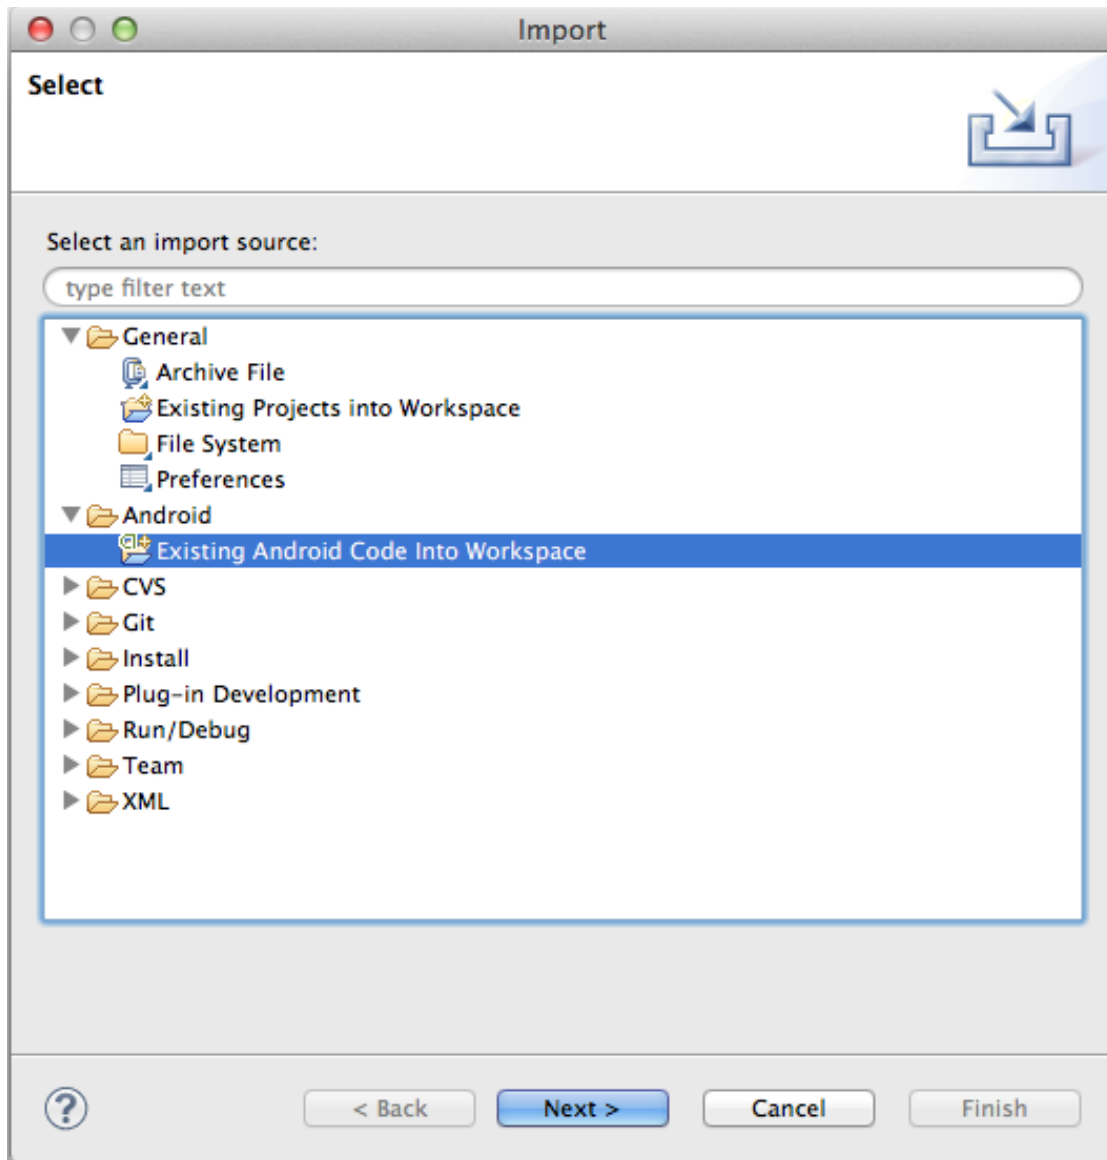 Import
Select
Select an import source:
type filter text
General
Archive File
Existing Projects into Workspace
File System
Preferences
Android
Existing Android Code Into Workspace
CVS
Git
Install
Plug-in Development
Run/Debug
Team
XML
? < Back Next > Cancel Finish